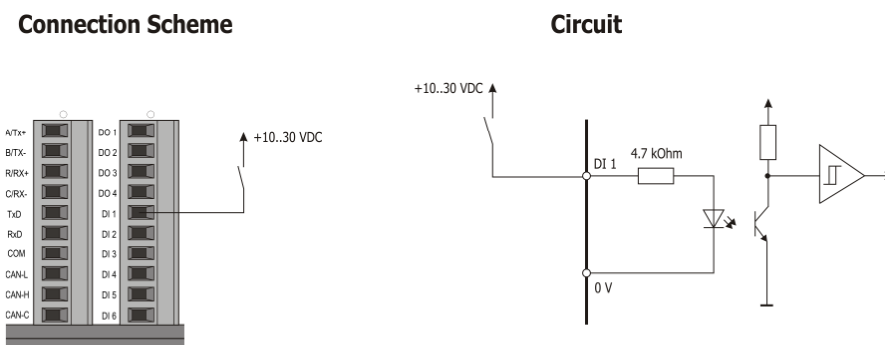 Connection Scheme
Circuit
+10..30 VDC
A/Tx+
DO 1
B/TX-
DO 2
R/RX+
DO 3
C/RX-
DO 4
TxD
DI 1
RxD
DI 2
COM
DI 3
CAN-L
DI 4
CAN-H
DI 5
CAN-C
DI 6
+10..30 VDC
DI 1
4.7 kOhm
0 V